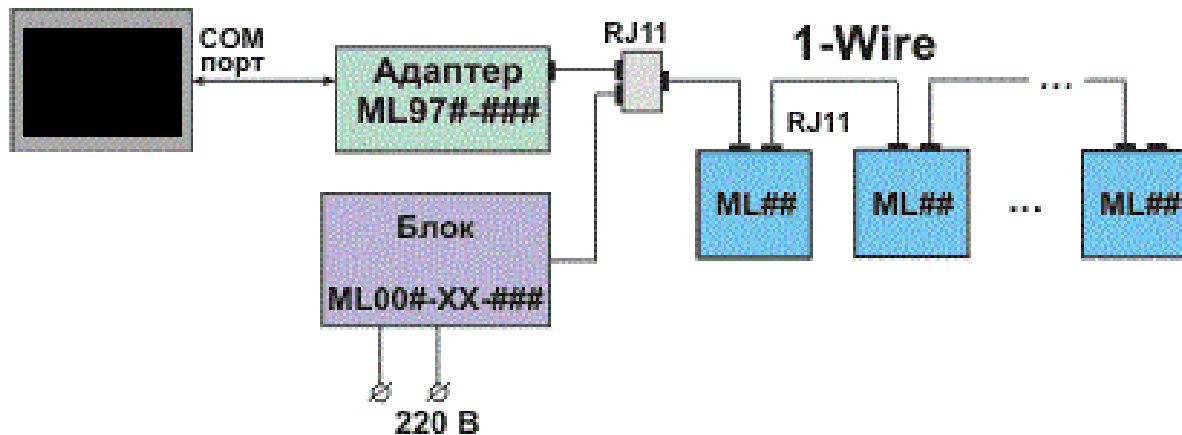 COM
порт
Адаптер
ML97#-###
RJ11
1-Wire
...
RJ11
ML##
ML##
...
ML##
Блок
ML00#-XX-###
220 В